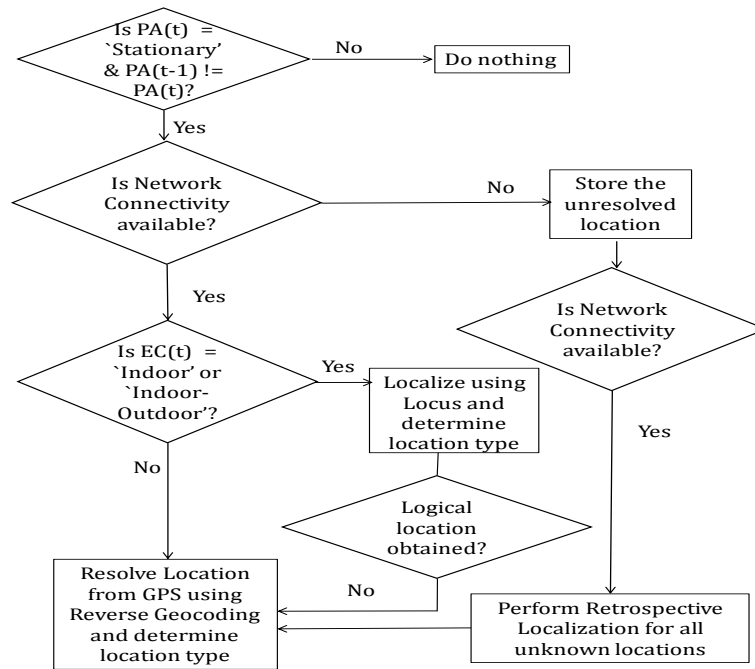 Is PA(t) =
`Stationary'
& PA(t-1) !=
PA(t)?
No
Do nothing
Yes
Is Network
Connectivity
available?
No
Store the
unresolved
location
Yes
Is Network
Connectivity
available?
Is EC(t) =
`Indoor' or
`Indoor-
Outdoor'?
Yes
Localize using
Locus and
determine
location type
Yes
No
Logical
location
obtained?
Resolve Location
from GPS using
Reverse Geocoding
and determine
location type
No
Perform Retrospective
Localization for all
unknown locations